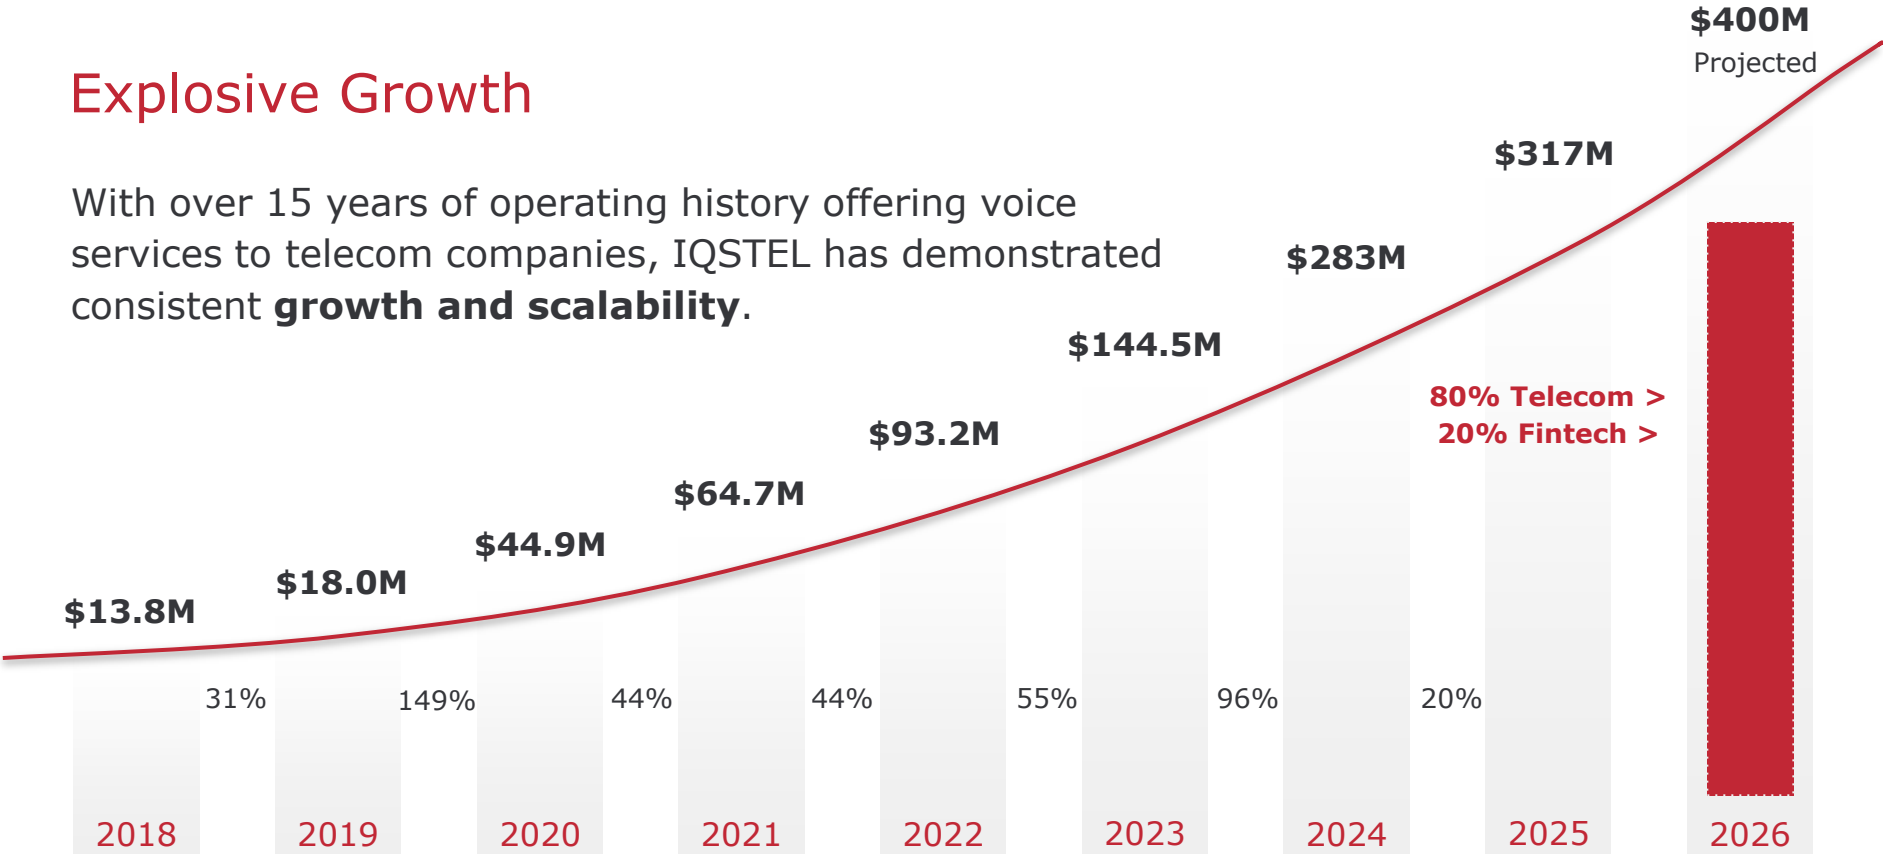 Explosive Growth
With over 15 years of operating history offering voice
services to telecom companies, IQSTEL has demonstrated
consistent growth and scalability.
$400M
Projected
$317M
$283M
$144.5M
$93.2M
$64.7M
$44.9M
$18.0M
$13.8M
80% Telecom >
20% Fintech >
31%
149%
44%
44%
55%
96%
20%
2018
2019
2020
2021
2022
2023
2024
2025
2026